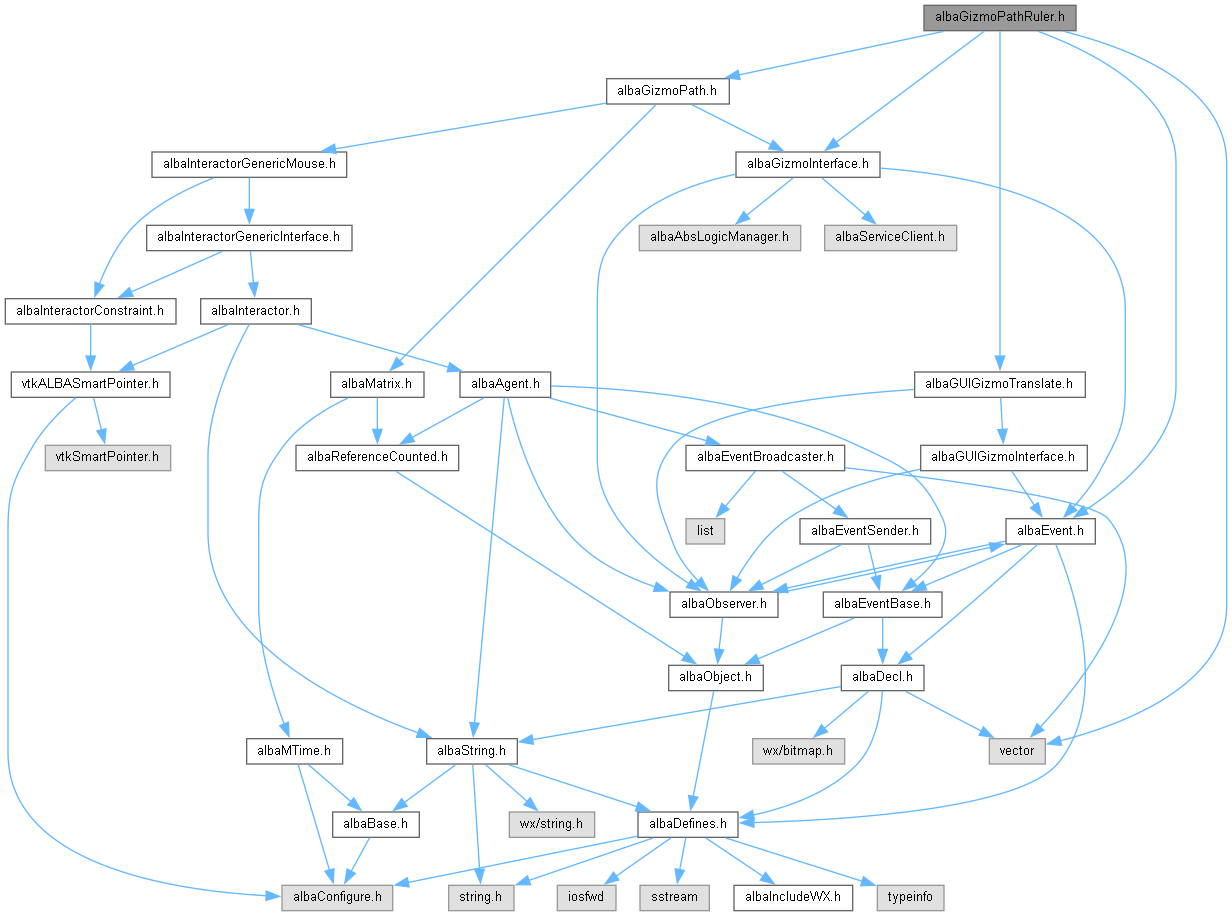 albaGizmoPathRuler.h
albaGizmoPath.h
albaInteractorGenericMouse.h
albaGizmoInterface.h
albaInteractorGenericInterface.h
albaAbsLogicManager.h
albaServiceClient.h
albaInteractorConstraint.h
albaInteractor.h
vtkALBASmartPointer.h
albaMatrix.h
albaAgent.h
albaGUIGizmoTranslate.h
vtkSmartPointer.h
albaReferenceCounted.h
albaEventBroadcaster.h
albaGUIGizmoInterface.h
list
albaEventSender.h
albaEvent.h
albaObserver.h
albaEventBase.h
albaObject.h
albaDecl.h
albaMTime.h
albaString.h
wx/bitmap.h
vector
albaBase.h
wx/string.h
albaDefines.h
albaConfigure.h
string.h
iosfwd
sstream
albaIncludeWX.h
typeinfo